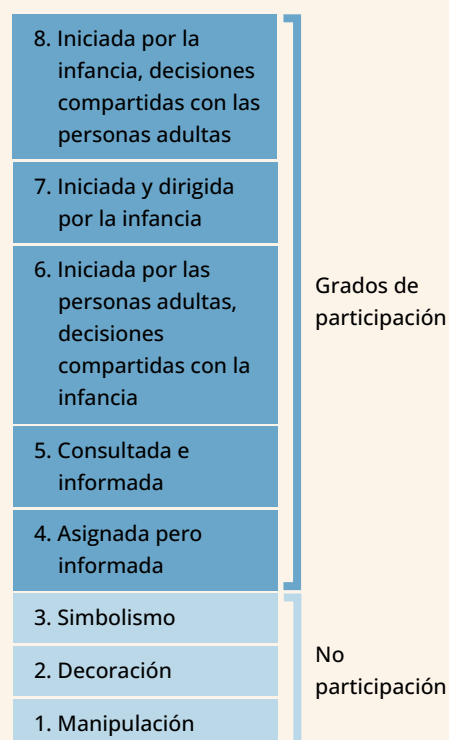 8. Iniciada por la
infancia, decisiones
compartidas con las
personas adultas
7. Iniciada y dirigida
por la infancia
6. Iniciada por las
personas adultas,
decisiones
compartidas con la
infancia
5. Consultada e
informada
4. Asignada pero
informada
Grados de
participación
3. Simbolismo
2. Decoración
1. Manipulación
No
participación